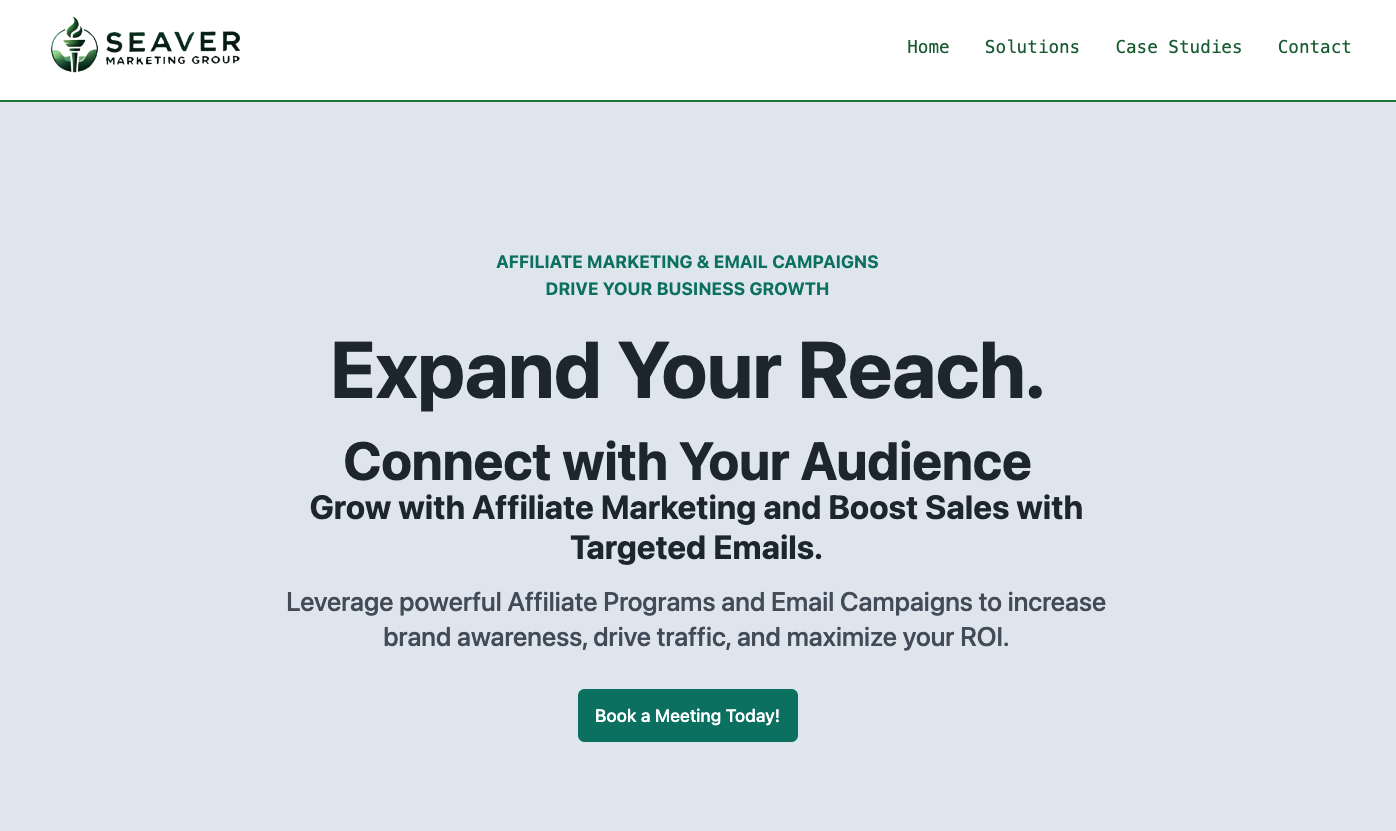 SEAVER
MARKETING GROUP
Home Solutions Case Studies Contact
AFFILIATE MARKETING & EMAIL CAMPAIGNS
DRIVE YOUR BUSINESS GROWTH
Expand Your Reach.
Connect with Your Audience
Grow with Affiliate Marketing and Boost Sales with
Targeted Emails.
Leverage powerful Affiliate Programs and Email Campaigns to increase
brand awareness, drive traffic, and maximize your ROI.
Book a Meeting Today!